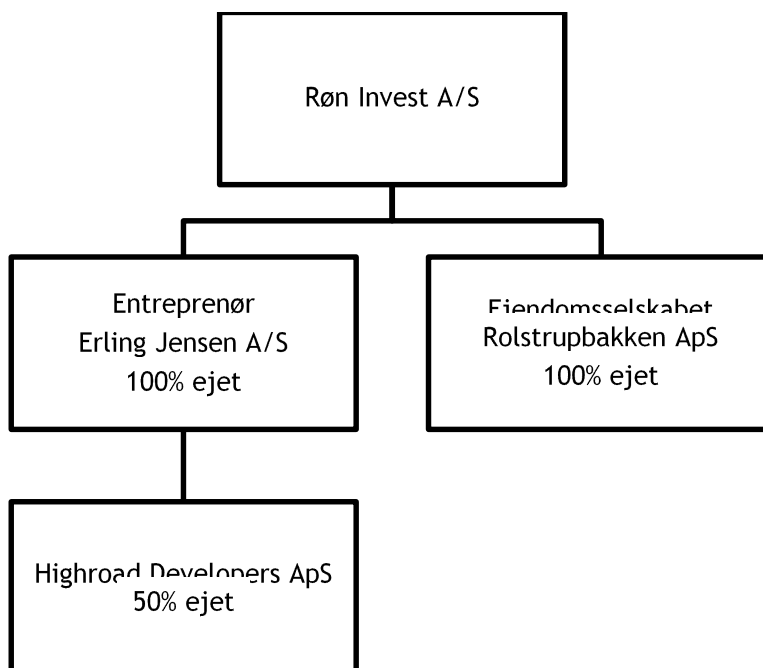 Røn Invest A/S
Entreprenør
Erling Jensen A/S
100% ejet
Ejendomsselskabet
Rolstrupbakken ApS
100% ejet
Highroad Developers ApS
50% ejet